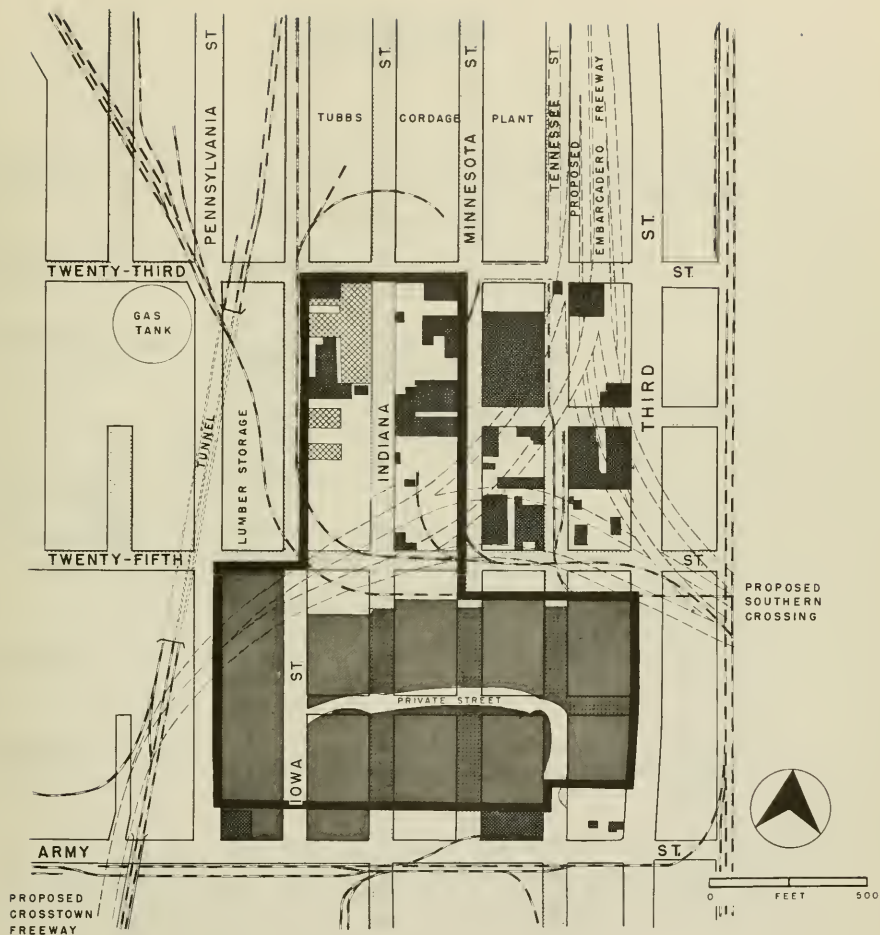 PENNSYLVANIA ST
TUBBS
ST.
CORDAGE
MINNESOTA ST.
PLANT
TENNESSEE ST
PROPOSED
EMBARCADERO FREEWAY
TWENTY-THIRD
ST.
GAS
TANK
THIRD ST.
TUNNEL
LUMBER STORAGE
INDIANA
TWENTY-FIFTH
ST.
PROPOSED
SOUTHERN
CROSSING
PRIVATE STREET
IOWA ST.
ARMY
ST.
PROPOSED
CROSSTOWN
FREEWAY
0 FEET 500